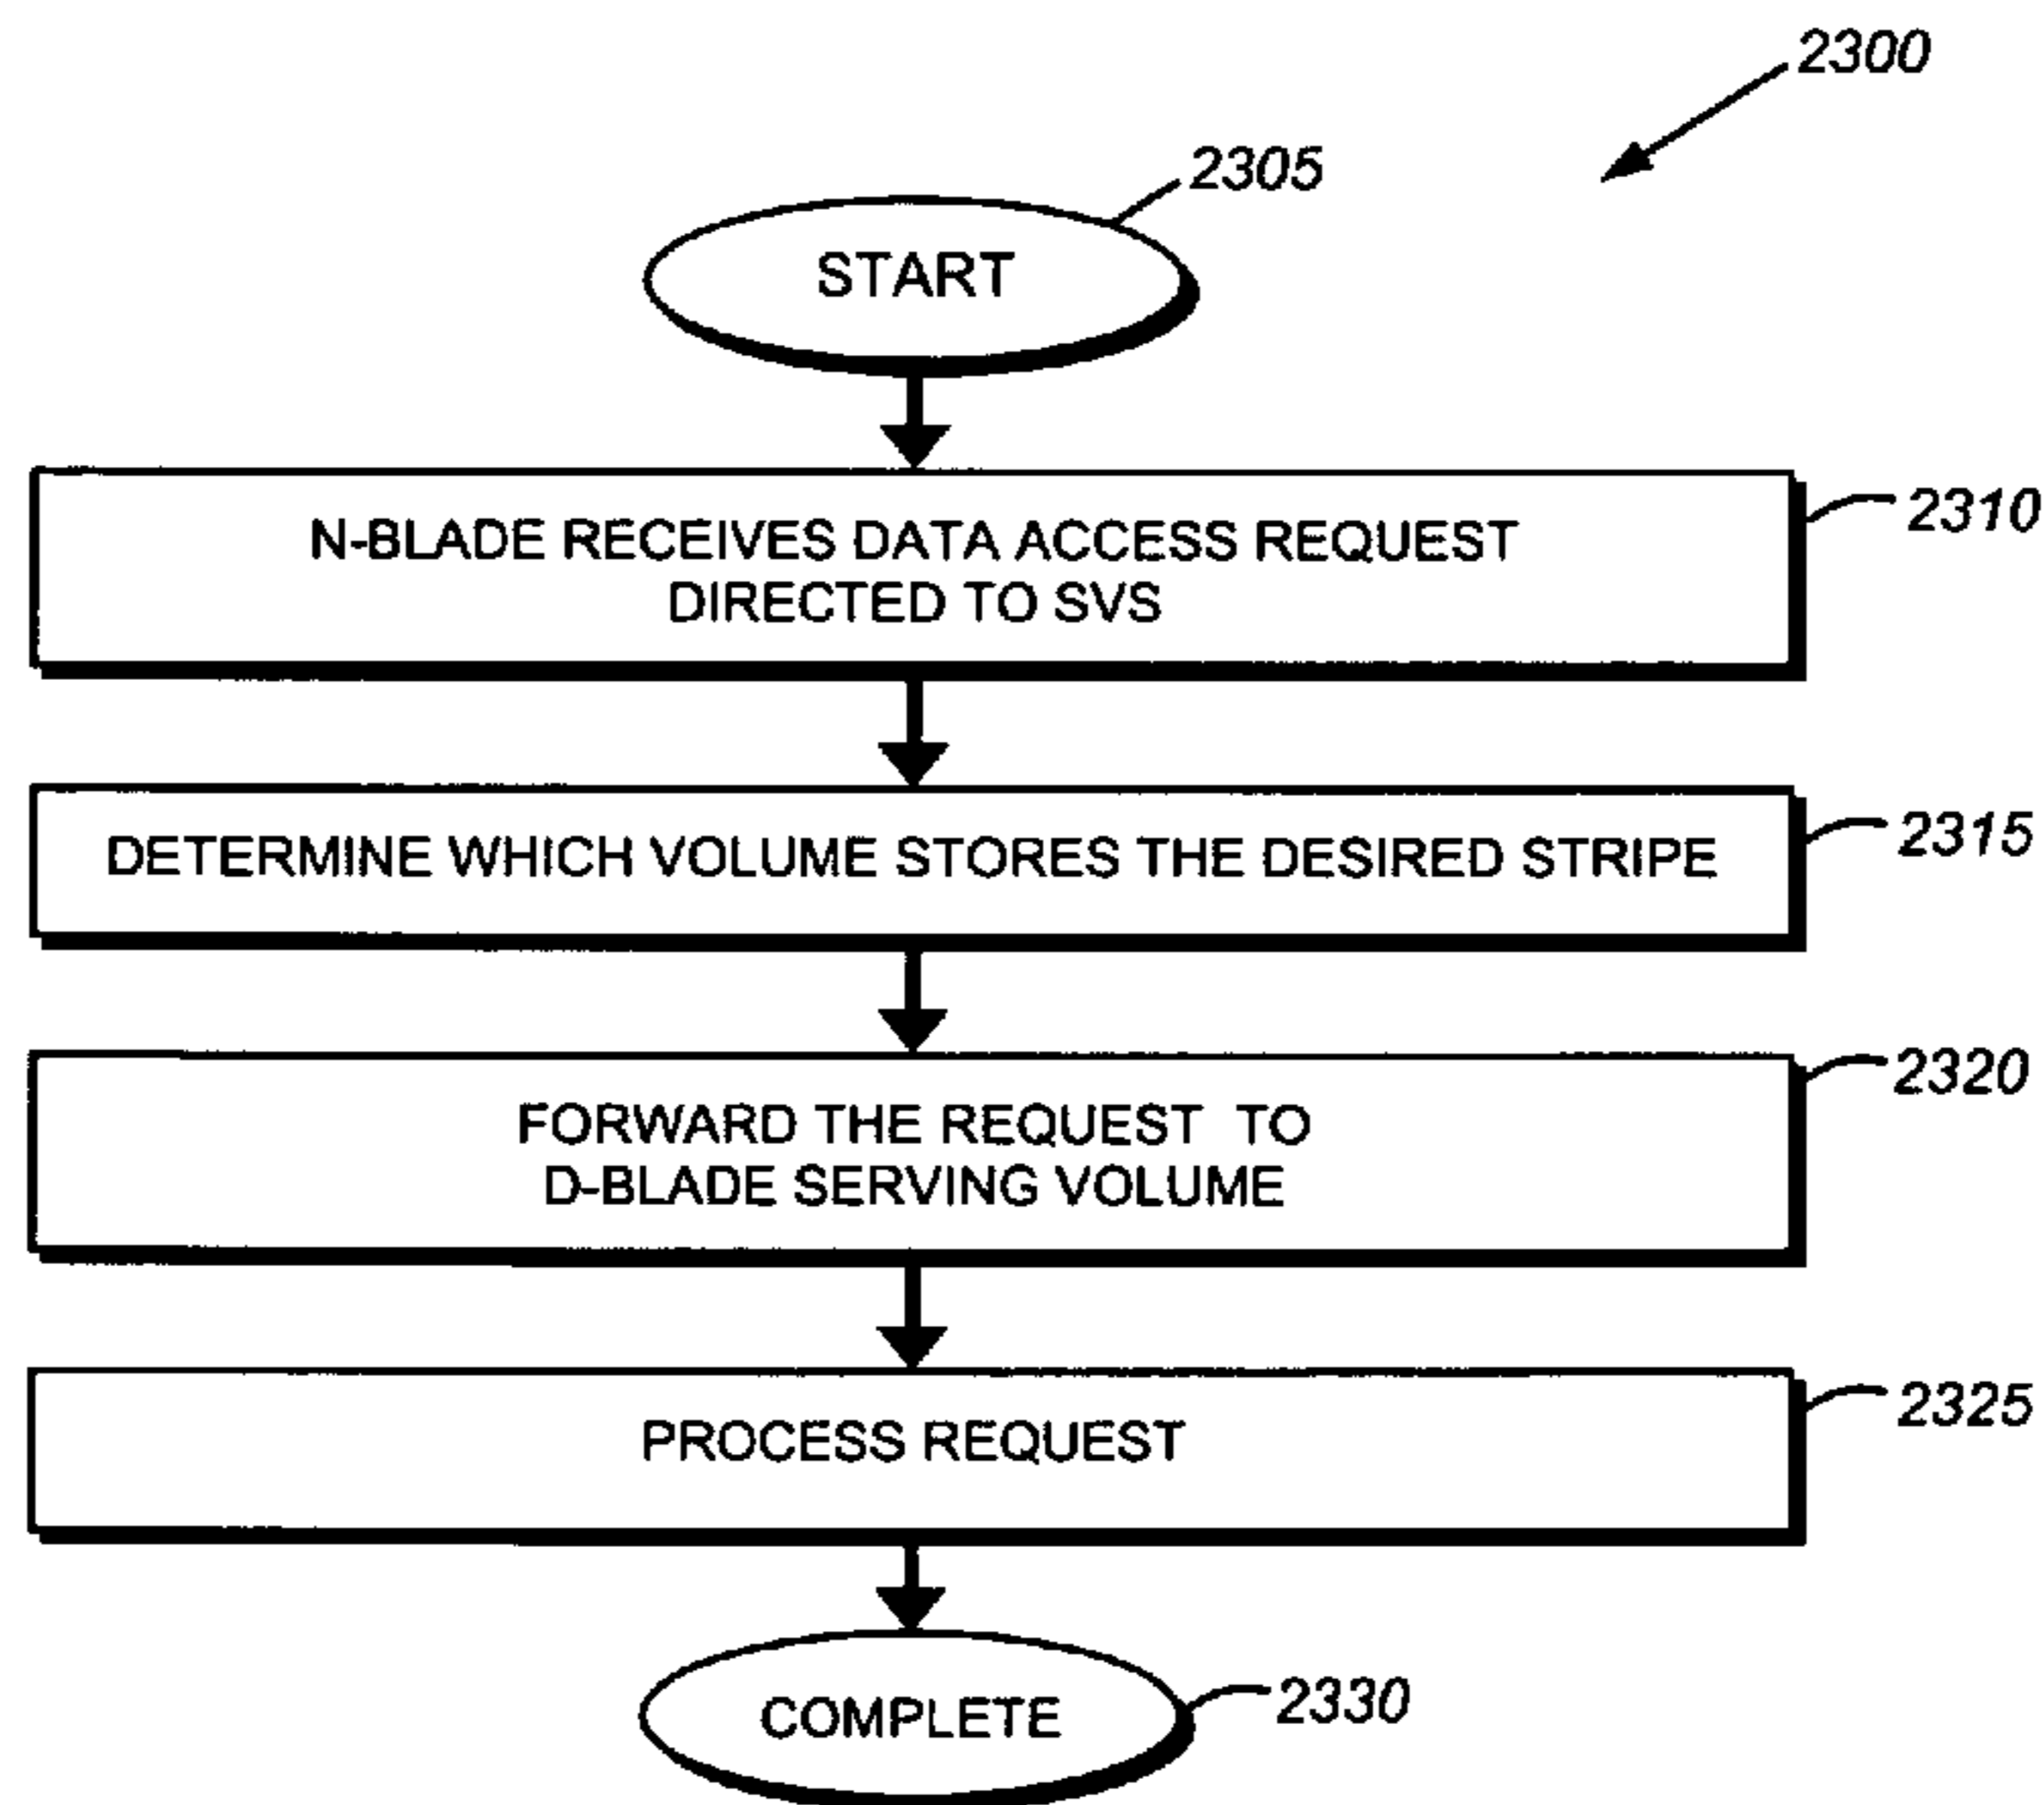 2300
2305
START
N-BLADE RECEIVES DATA ACCESS REQUEST
DIRECTED TO SVS
2310
DETERMINE WHICH VOLUME STORES THE DESIRED STRIPE
2315
FORWARD THE REQUEST TO
D-BLADE SERVING VOLUME
2320
PROCESS REQUEST
2325
COMPLETE
2330